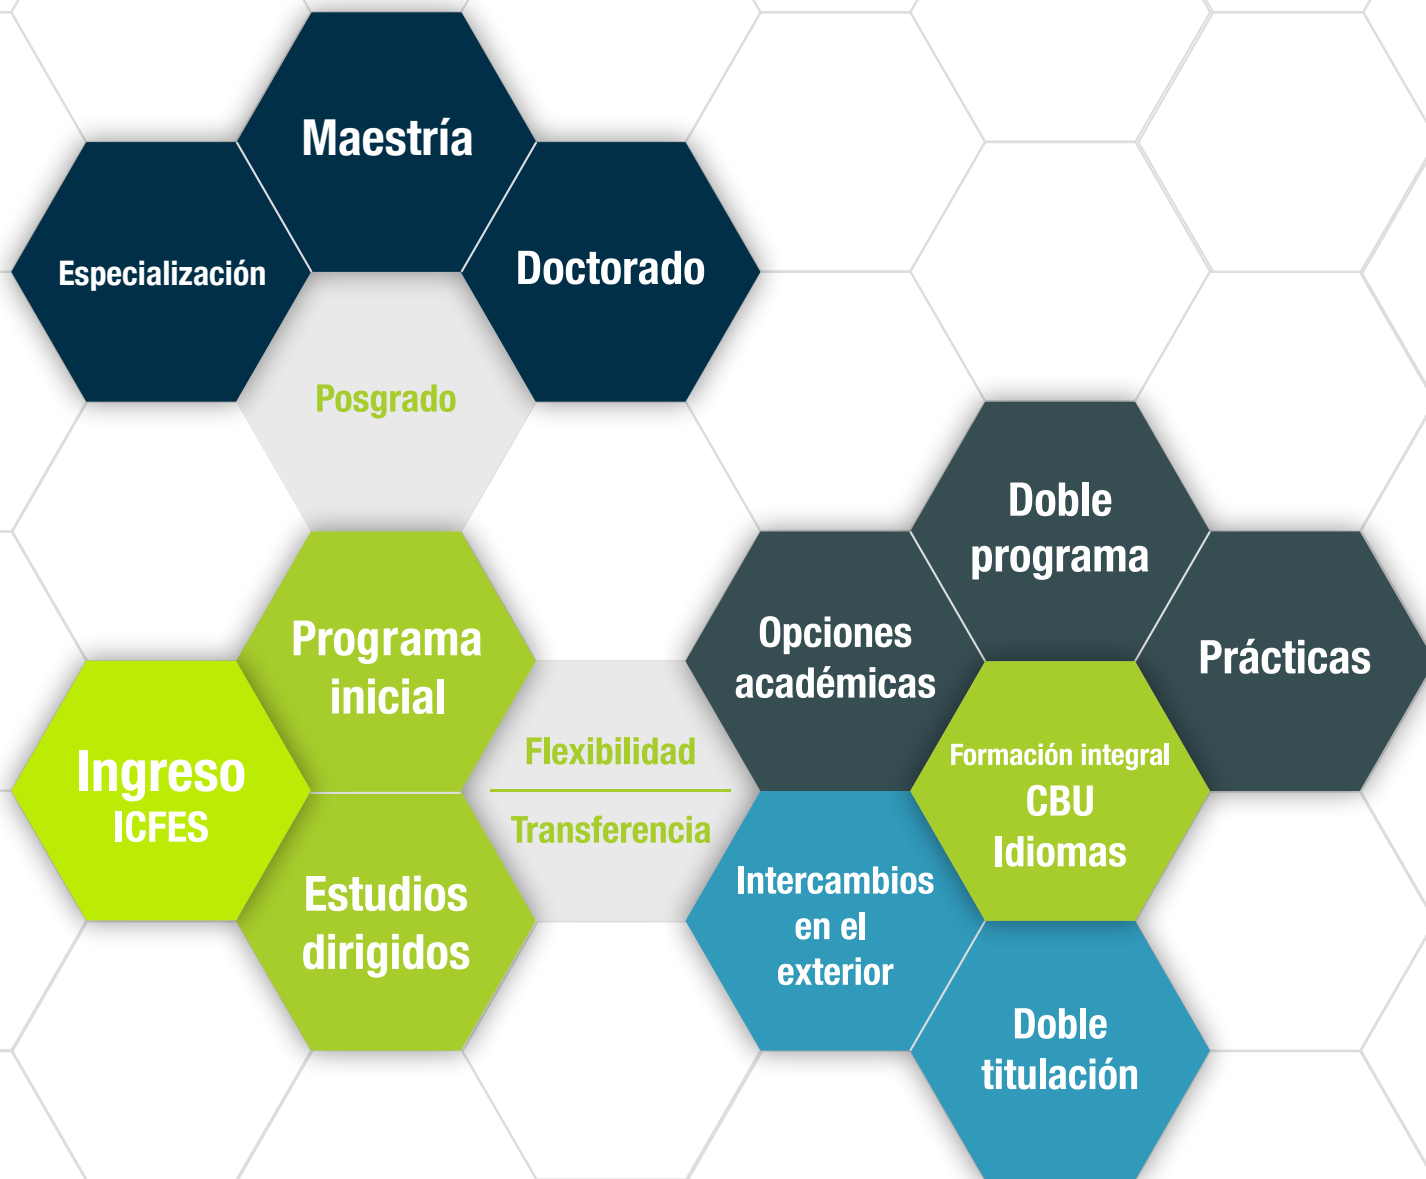 Maestría
Especialización
Doctorado
Posgrado
Programa
inicial
Ingreso
ICFES
Estudios
dirigidos
Flexibilidad
Transferencia
Doble
programa
Opciones
académicas
Prácticas
Formación integral
CBU
Idiomas
Intercambios
en el
exterior
Doble
titulación